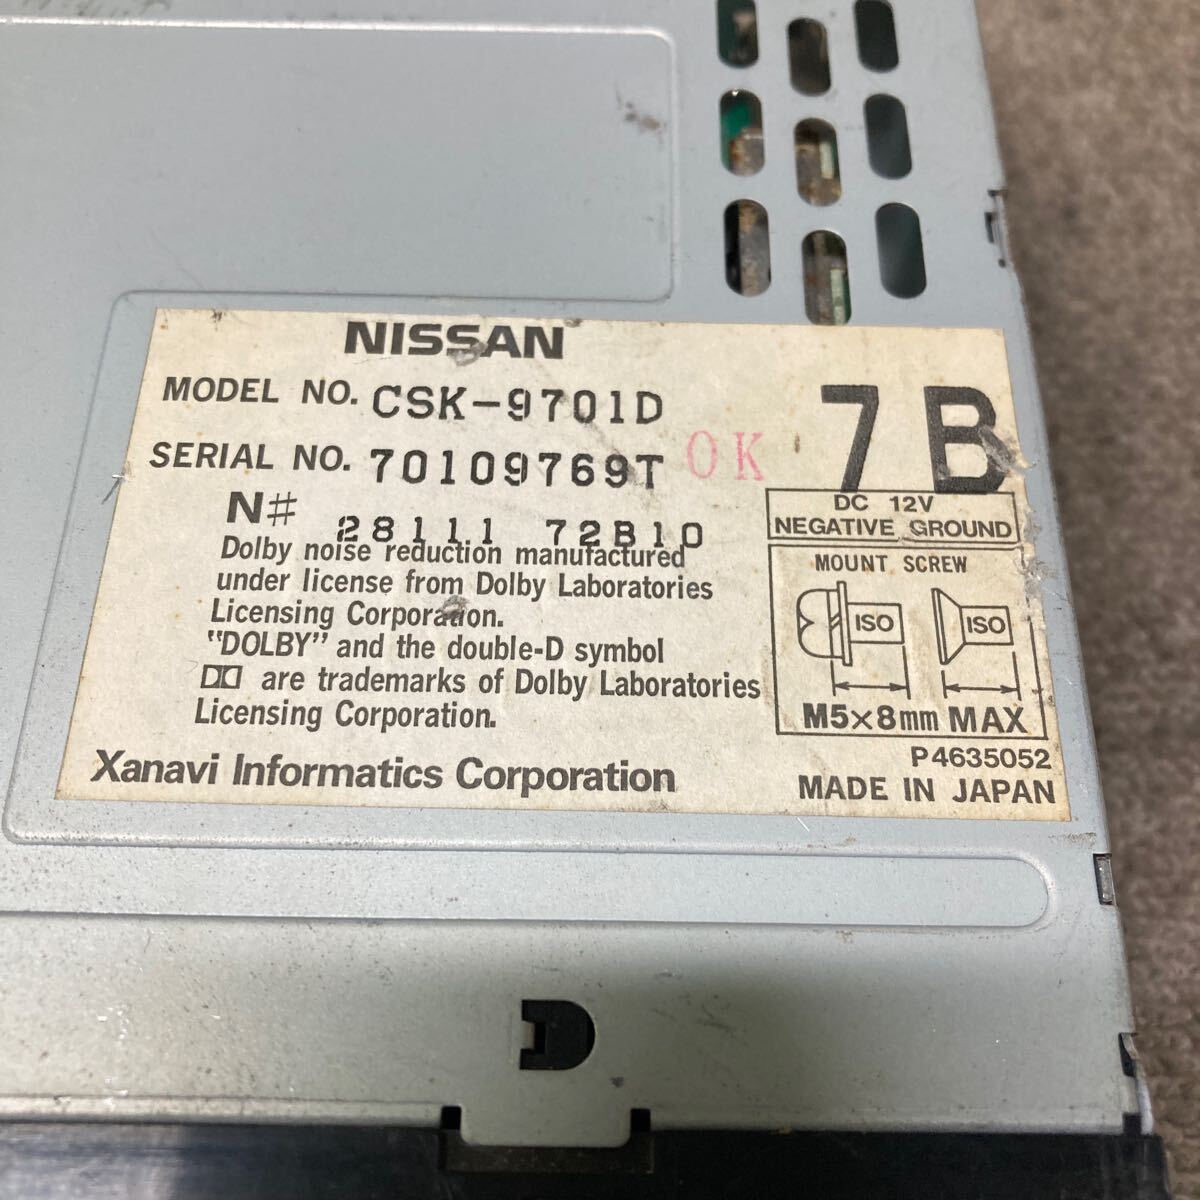 NISSAN
MODEL NO. CSK-9701D
SERIAL NO. 70109769T OK
7B
N# 28111 72B10
DC 12V
NEGATIVE GROUND
Dolby noise reduction manufactured
under license from Dolby Laboratories
Licensing Corporation.
"DOLBY" and the double-D symbol
are trademarks of Dolby Laboratories
Licensing Corporation.
MOUNT SCREW
ISO ISO
M5×8mm MAX
P4635052
Xanavi Informatics Corporation
MADE IN JAPAN